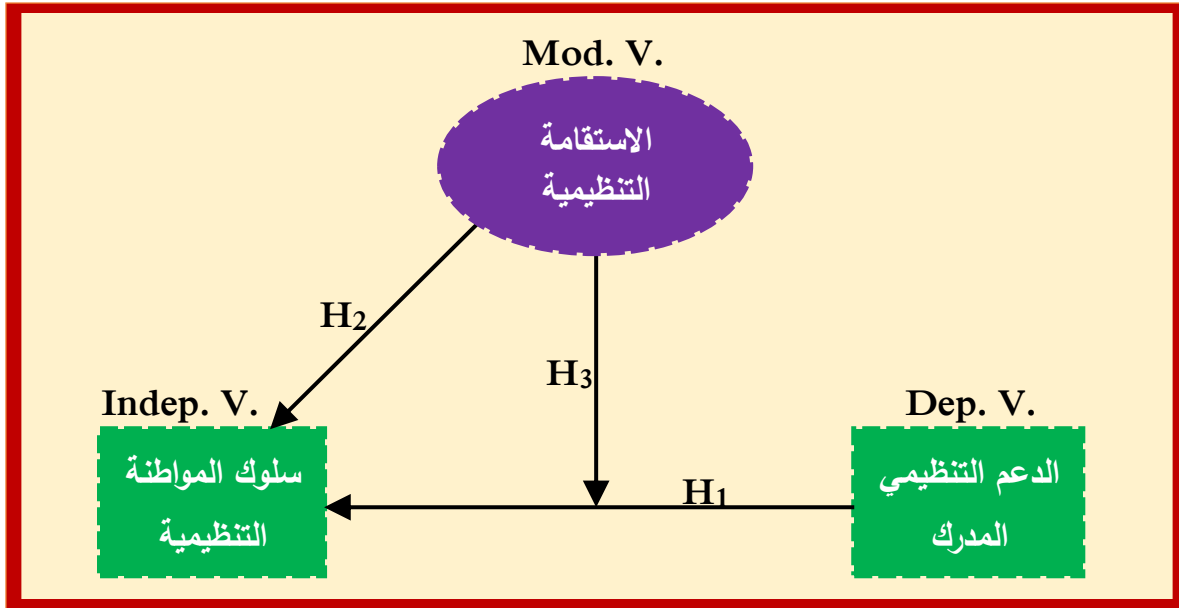 Mod. V.
الاستقامة
التنظيمية
H2
H3
Indep. V.
Dep. V.
سلوك المواطنة
التنظيمية
H1
الدعم التنظيمي
المدرك